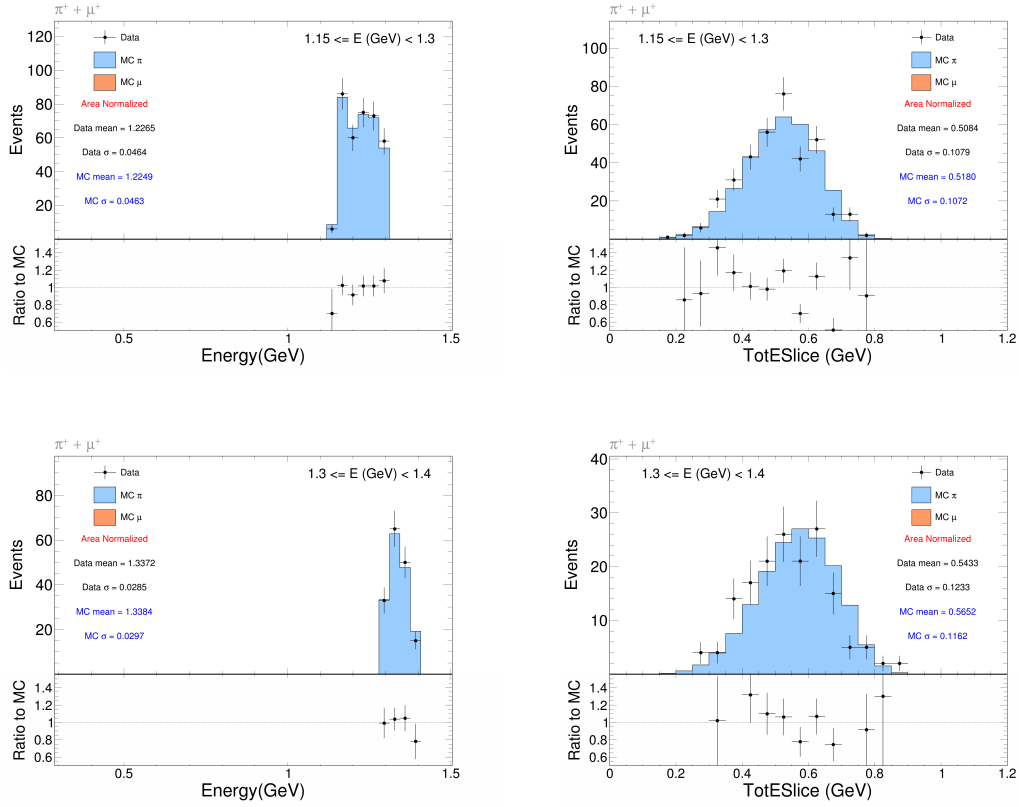 π⁺ + μ⁺
1.15 <= E (GeV) < 1.3
Data
MC π
MC μ
Area Normalized
Data mean = 1.2265
Data σ = 0.0464
MC mean = 1.2249
MC σ = 0.0463
Events
120
100
80
60
40
20
Ratio to MC
1.4
1.2
1
0.8
0.6
0.5
1
1.5
Energy(GeV)
π⁺ + μ⁺
1.15 <= E (GeV) < 1.3
Data
MC π
MC μ
Area Normalized
Data mean = 0.5084
Data σ = 0.1079
MC mean = 0.5180
MC σ = 0.1072
Events
100
80
60
40
20
Ratio to MC
1.4
1.2
1
0.8
0.6
0
0.2
0.4
0.6
0.8
1
1.2
TotESlice (GeV)
π⁺ + μ⁺
1.3 <= E (GeV) < 1.4
Data
MC π
MC μ
Area Normalized
Data mean = 1.3372
Data σ = 0.0285
MC mean = 1.3384
MC σ = 0.0297
Events
80
60
40
20
Ratio to MC
1.4
1.2
1
0.8
0.6
0.5
1
1.5
Energy(GeV)
π⁺ + μ⁺
1.3 <= E (GeV) < 1.4
Data
MC π
MC μ
Area Normalized
Data mean = 0.5433
Data σ = 0.1233
MC mean = 0.5652
MC σ = 0.1162
Events
40
30
20
10
Ratio to MC
1.4
1.2
1
0.8
0.6
0
0.2
0.4
0.6
0.8
1
1.2
TotESlice (GeV)